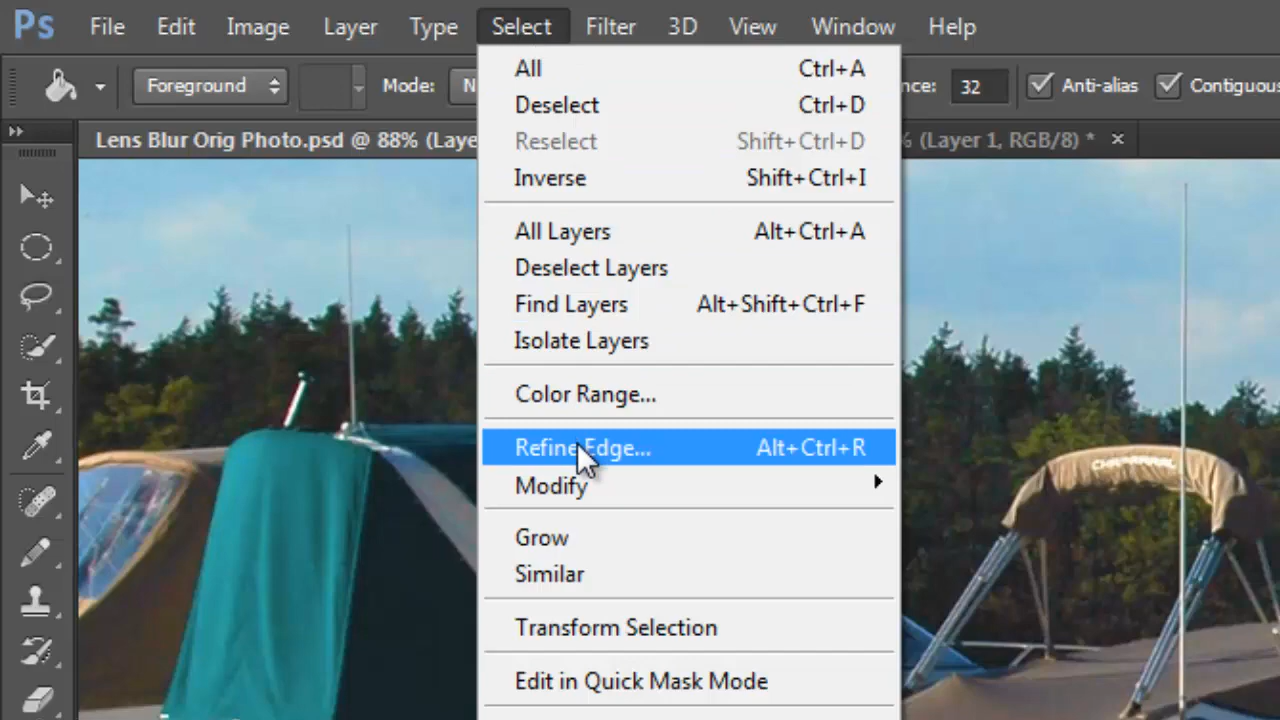 Ps File Edit Image Layer Type Select Filter 3D View Window Help
Foreground Mode: N 32 Anti-alias Contiguous
Lens Blur Orig Photo.psd @ 88% (Laye % (Layer 1, RGB/8) * ×
All Ctrl+A
Deselect Ctrl+D
Reselect Shift+Ctrl+D
Inverse Shift+Ctrl+I
All Layers Alt+Ctrl+A
Deselect Layers
Find Layers Alt+Shift+Ctrl+F
Isolate Layers
Color Range...
Refine Edge... Alt+Ctrl+R
CHAPARRAL
Modify
Grow
Similar
Transform Selection
Edit in Quick Mask Mode